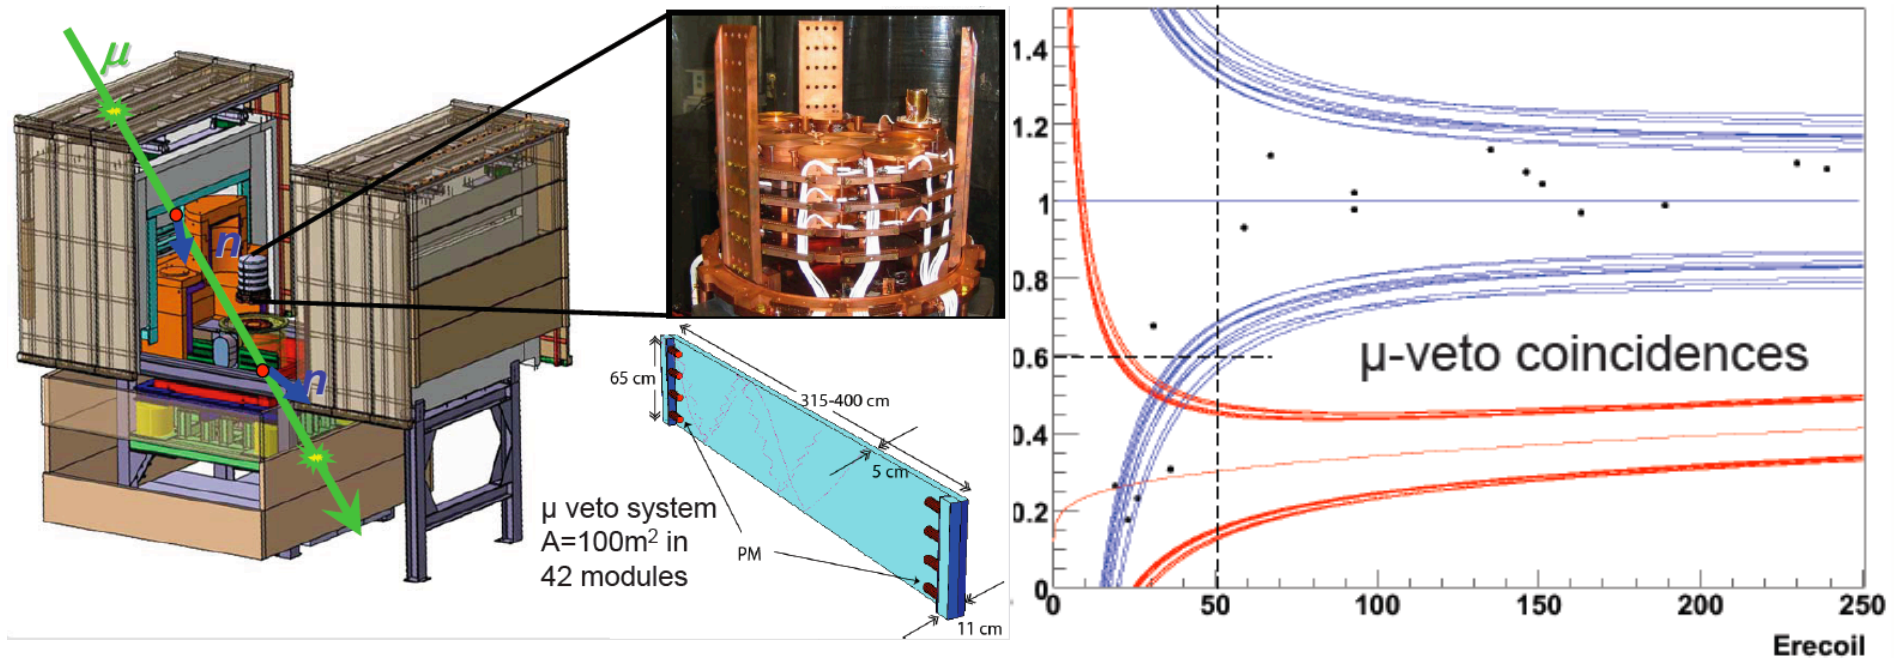 μ
n
n
65 cm
315-400 cm
5 cm
PM
11 cm
μ veto system
A=100m² in
42 modules
1.4
1.2
1
0.8
0.6
0.4
0.2
0
μ-veto coincidences
0 50 100 150 200 250
Erecoil